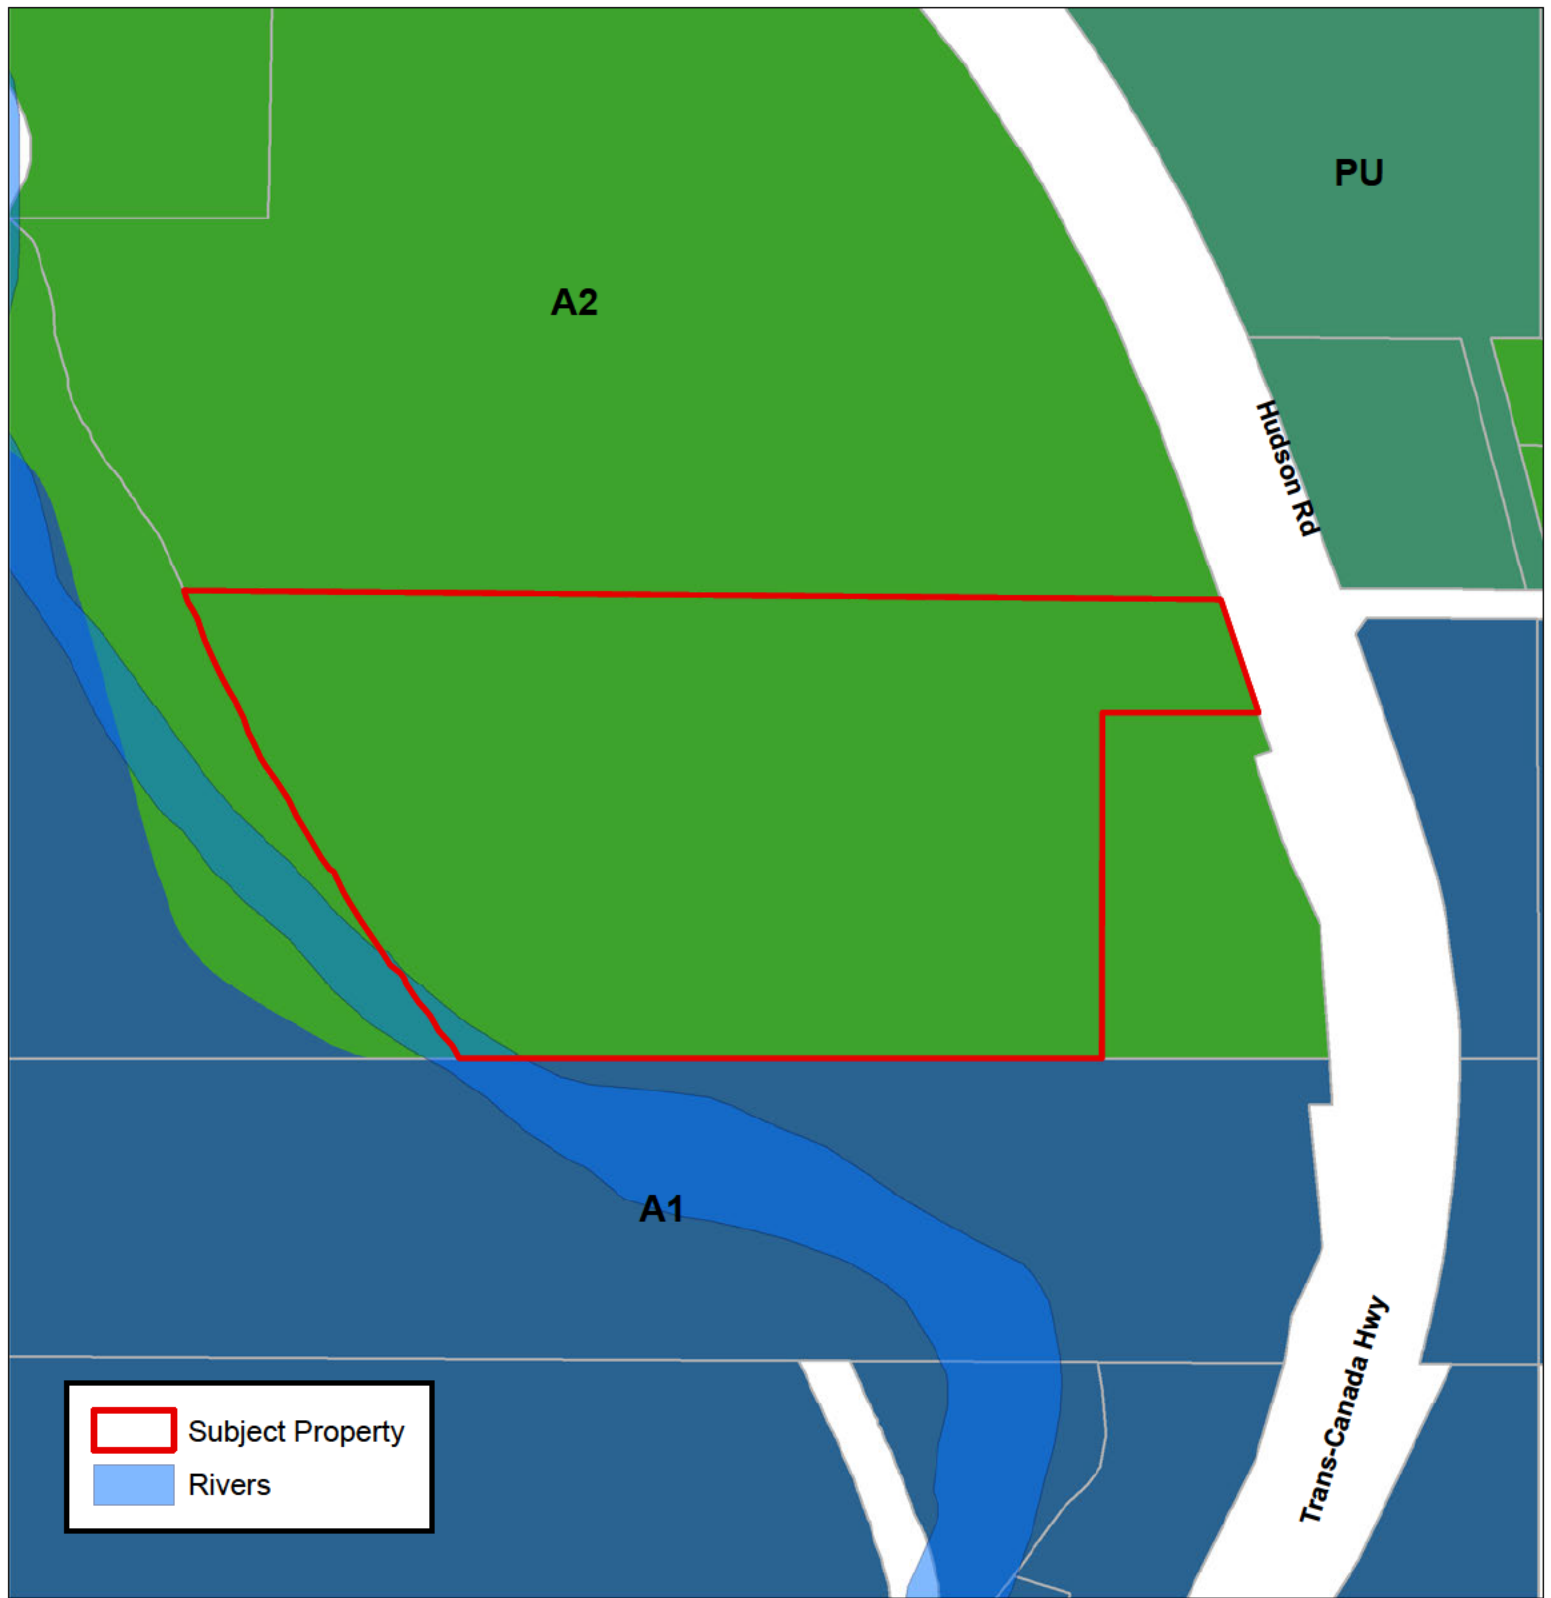 PU
A2
Hudson Rd
A1
Trans-Canada Hwy
Subject Property
Rivers